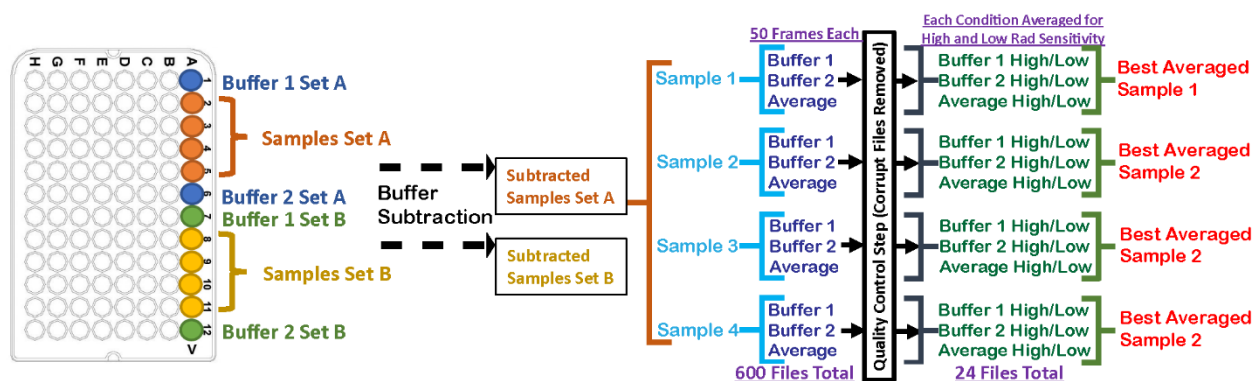 H G F E D C B A
1
2
3
4
5
6
7
8
9
10
11
12
V
Buffer 1 Set A
Samples Set A
Buffer 2 Set A
Buffer 1 Set B
Samples Set B
Buffer 2 Set B
Buffer
Subtraction
Subtracted
Samples Set A
Subtracted
Samples Set B
50 Frames Each
Sample 1
Buffer 1
Buffer 2
Average
Sample 2
Buffer 1
Buffer 2
Average
Sample 3
Buffer 1
Buffer 2
Average
Sample 4
Buffer 1
Buffer 2
Average
600 Files Total
Quality Control Step (Corrupt Files Removed)
Each Condition Averaged for
High and Low Rad Sensitivity
Buffer 1 High/Low
Buffer 2 High/Low
Average High/Low
Buffer 1 High/Low
Buffer 2 High/Low
Average High/Low
Buffer 1 High/Low
Buffer 2 High/Low
Average High/Low
Buffer 1 High/Low
Buffer 2 High/Low
Average High/Low
24 Files Total
Best Averaged
Sample 1
Best Averaged
Sample 2
Best Averaged
Sample 2
Best Averaged
Sample 2